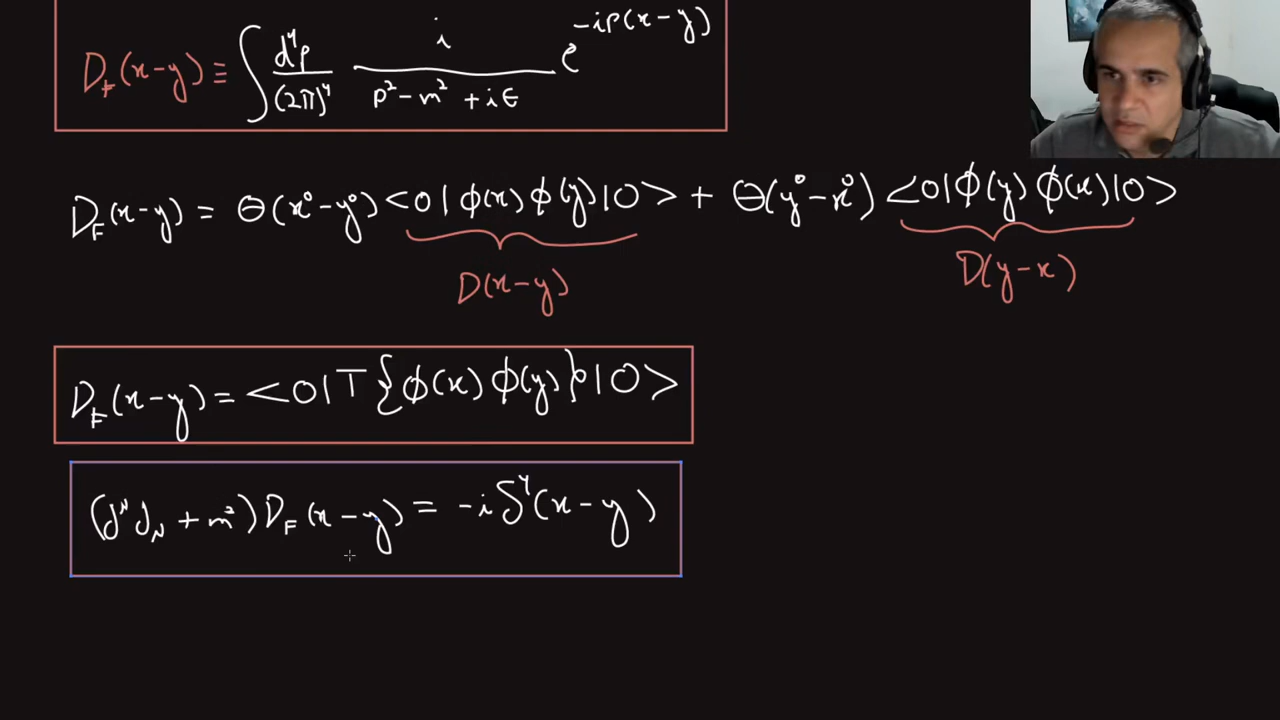 D_F(x-y) ≡ ∫ d⁴p/(2π)⁴ i/(p²-m²+iϵ) e^{-ip(x-y)}
D_F(x-y) = Θ(x⁰-y⁰)<0|ϕ(x)ϕ(y)|0> + Θ(y⁰-x⁰)<0|ϕ(y)ϕ(x)|0>
D(x-y) D(y-x)
D_F(x-y) = <0|T{ϕ(x)ϕ(y)}|0>
(∂^μ∂_μ+m²)D_F(x-y) = -iδ⁴(x-y)